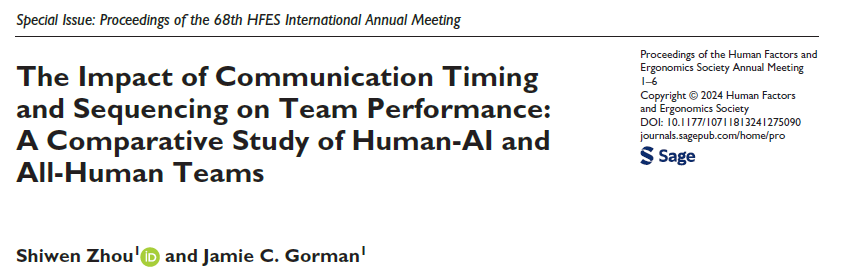 Special Issue: Proceedings of the 68th HFES International Annual Meeting
The Impact of Communication Timing
and Sequencing on Team Performance:
A Comparative Study of Human-AI and
All-Human Teams
Proceedings of the Human Factors and
Ergonomics Society Annual Meeting
1–6
Copyright © 2024 Human Factors
and Ergonomics Society
DOI: 10.1177/10711813241275090
journals.sagepub.com/home/pro
S Sage
Shiwen Zhou¹ iD and Jamie C. Gorman¹